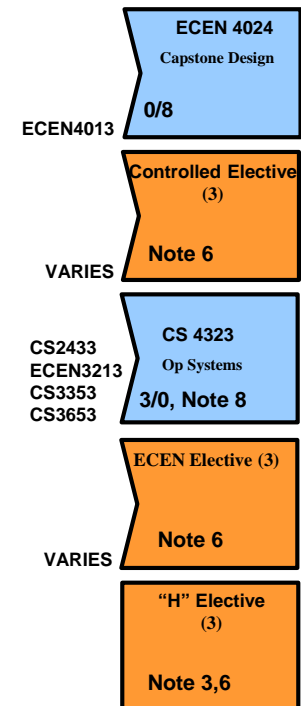 ECEN 4024
Capstone Design
0/8
ECEN4013
Controlled Elective
(3)
Note 6
VARIES
CS 4323
Op Systems
3/0, Note 8
CS2433
ECEN3213
CS3353
CS3653
ECEN Elective (3)
Note 6
VARIES
“H” Elective
(3)
Note 3,6